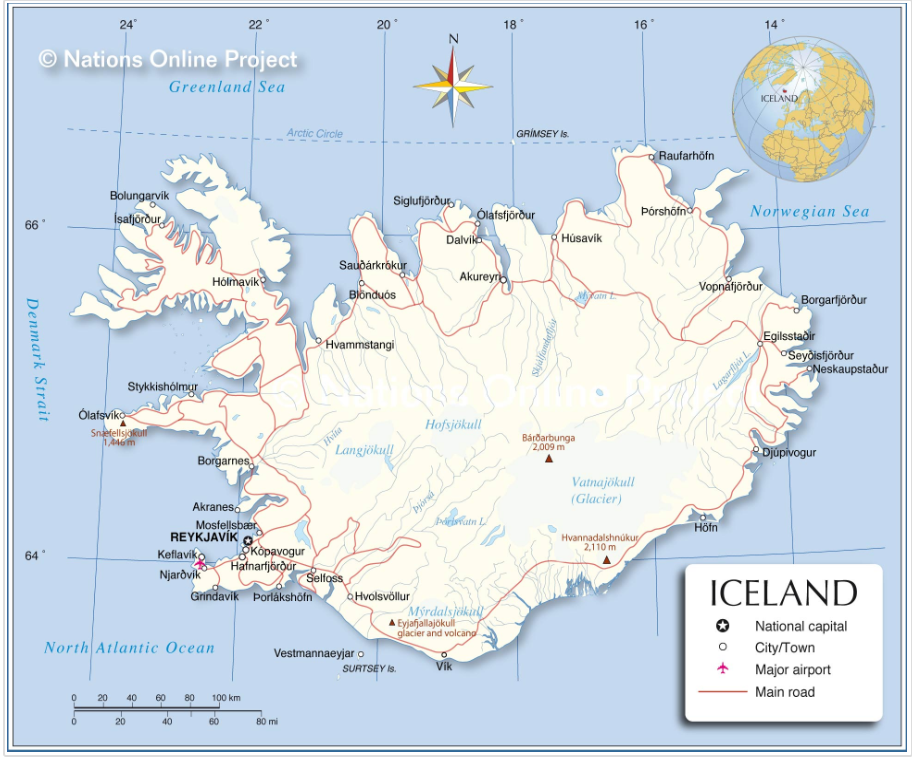 24°
22°
20°
18°
16°
14°
© Nations Online Project
Greenland Sea
N
ICELAND
Arctic Circle
GRÍMSEY Is.
Raufarhöfn
Bolungarvík
Ísafjörður
Siglufjörður
Ólafsfjörður
Þórshöfn
Norwegian Sea
66°
Dalvík
Húsavík
Sauðárkrókur
Akureyri
Hólmavík
Blönduós
Mývatn L.
Vopnafjörður
Borgarfjörður
Denmark Strait
Hvammstangi
Skjálfandafljót
Egilsstaðir
Seyðisfjörður
Neskaupstaður
Lagarfljót L.
Stykkishólmur
© Nations Online Project
Ólafsvík
Snæfellsjökull
1,446 m
Hvíta
Hofsjökull
Langjökull
Bárðarbunga
2,009 m
Djúpivogur
Borgarnes
Vatnajökull
(Glacier)
Þjórsá
Akranes
Mosfellsbær
Þórisvatn L.
Höfn
REYKJAVÍK
Hvannadalshnúkur
2,110 m
64°
Keflavík
Kópavogur
Hafnarfjörður
Njarðvík
Selfoss
Grindavík
Þorlákshöfn
Hvolsvöllur
Mýrdalsjökull
Eyjafjallajökull
glacier and volcano
North Atlantic Ocean
Vestmannaeyjar
SURTSEY Is.
Vík
ICELAND
National capital
City/Town
Major airport
Main road
0 20 40 60 80 100 km
0 20 40 60 80 mi